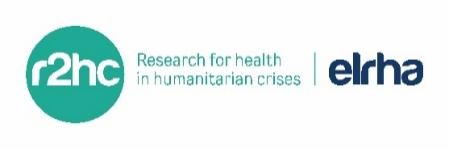 r2hc
Research for health
in humanitarian crises
elrha